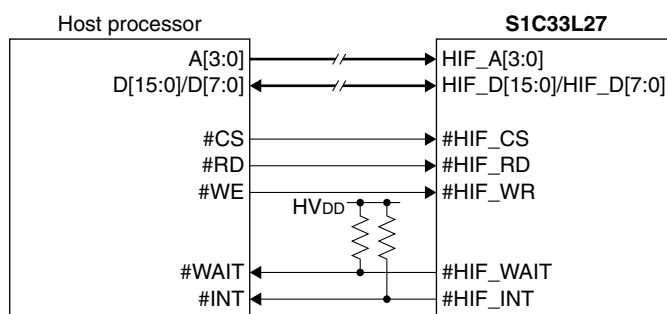 Host processor S1C33L27
A[3:0] HIF_A[3:0]
D[15:0]/D[7:0] HIF_D[15:0]/HIF_D[7:0]
#CS #HIF_CS
#RD #HIF_RD
#WE #HIF_WR
HVDD
#WAIT #HIF_WAIT
#INT #HIF_INT